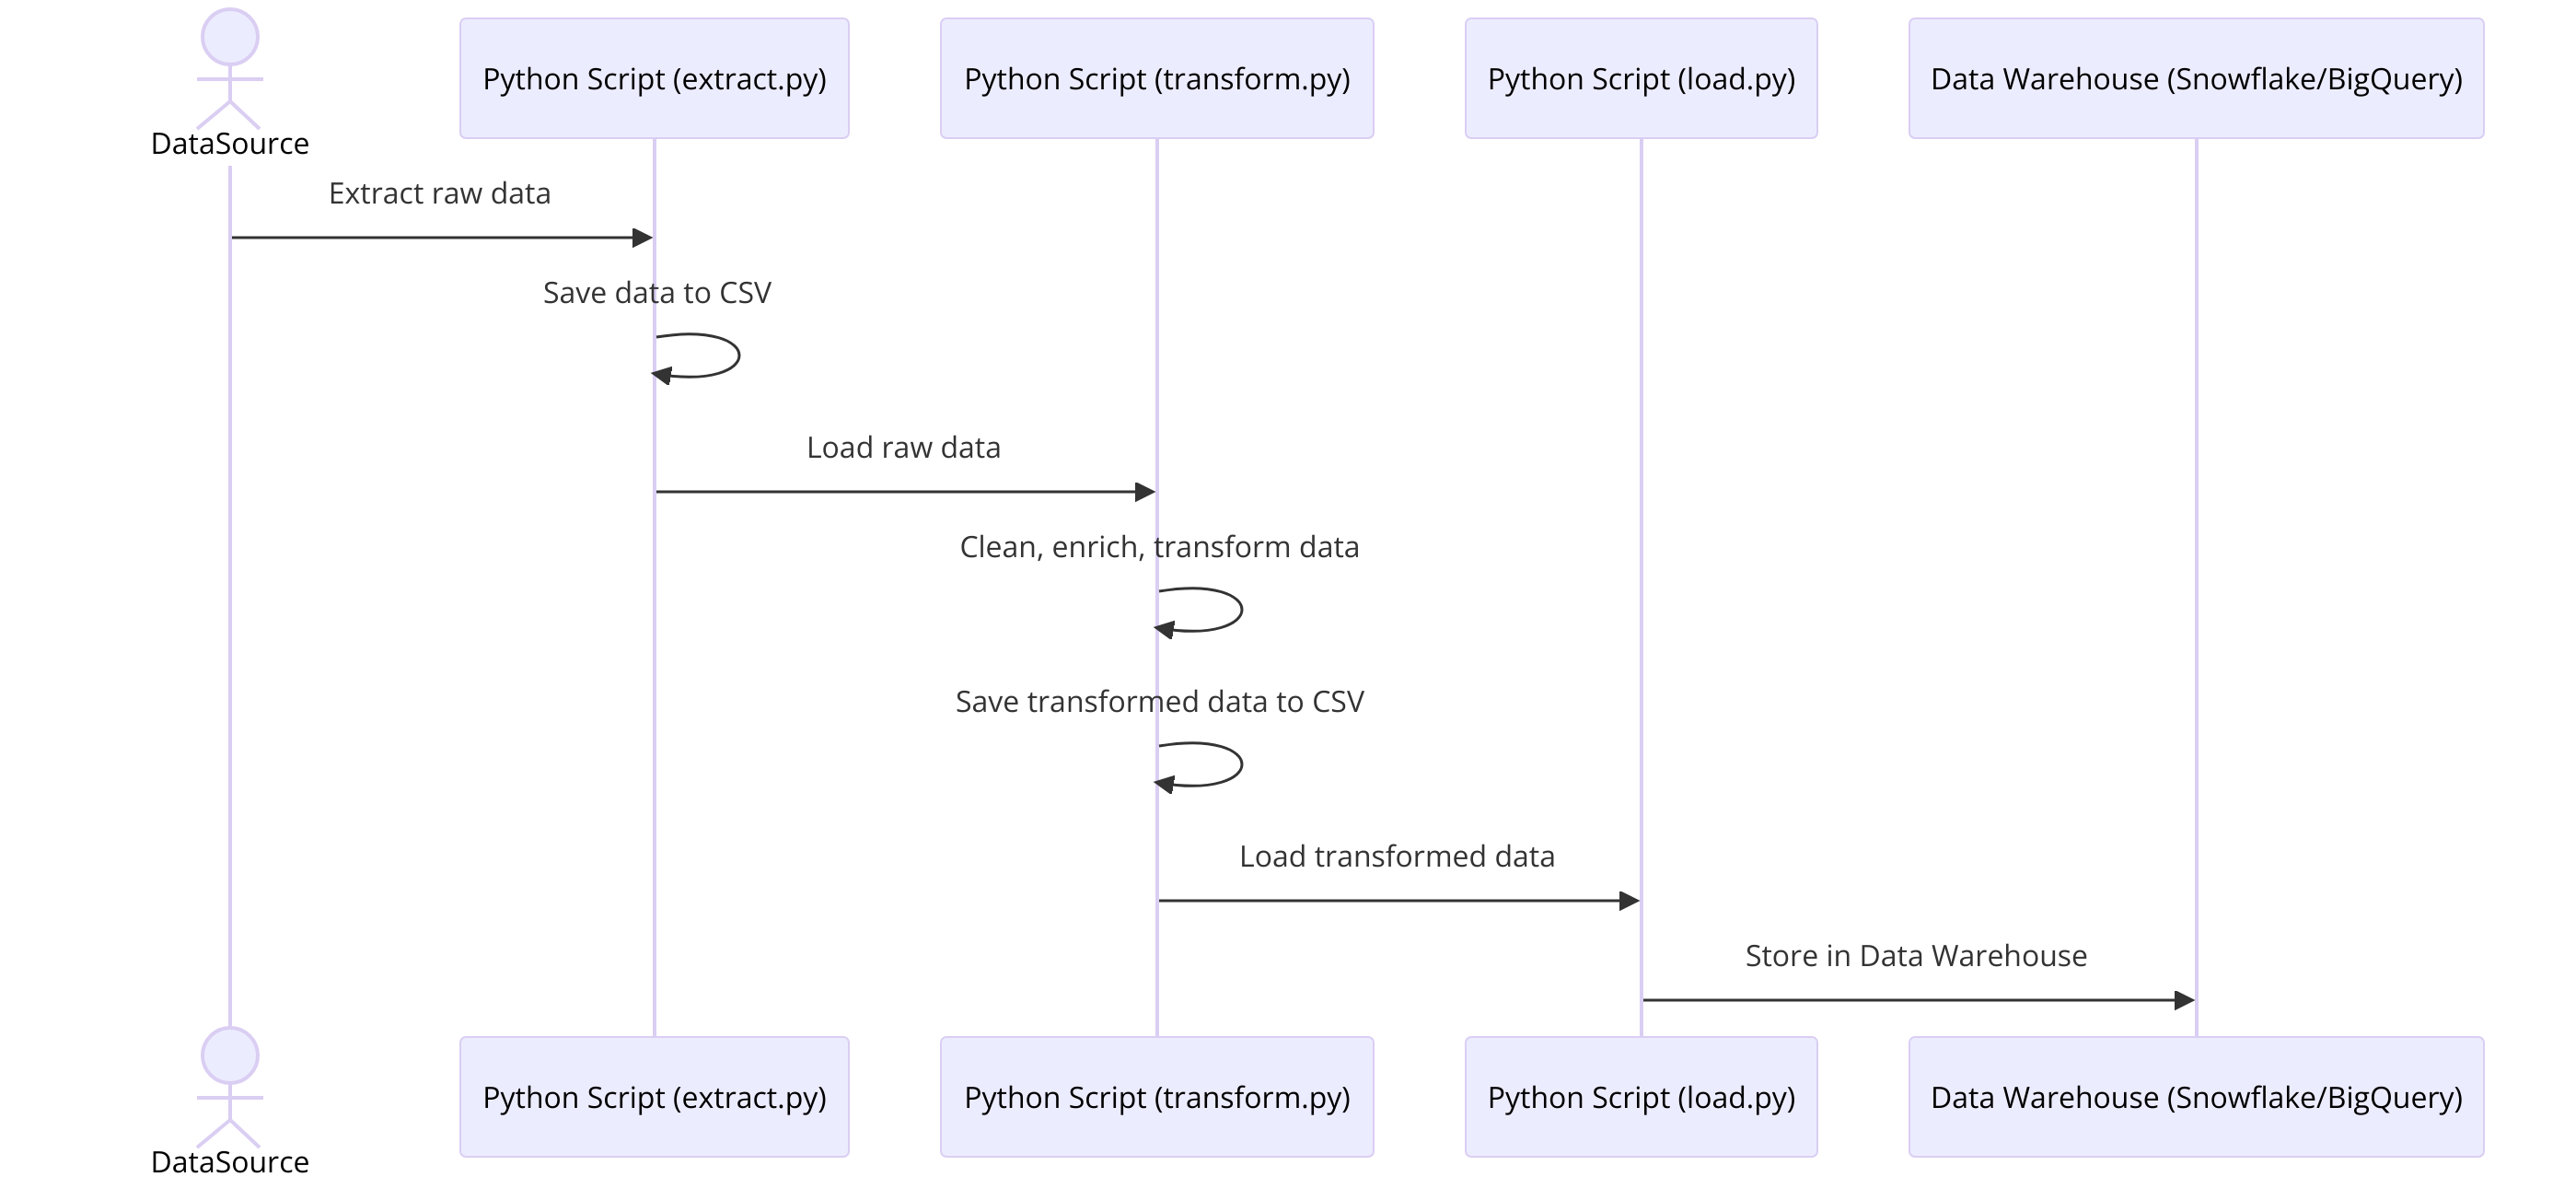 Python Script (extract.py)
Python Script (transform.py)
Python Script (load.py)
Data Warehouse (Snowflake/BigQuery)
DataSource
Extract raw data
Save data to CSV
Load raw data
Clean, enrich, transform data
Save transformed data to CSV
Load transformed data
Store in Data Warehouse
Python Script (extract.py)
Python Script (transform.py)
Python Script (load.py)
Data Warehouse (Snowflake/BigQuery)
DataSource